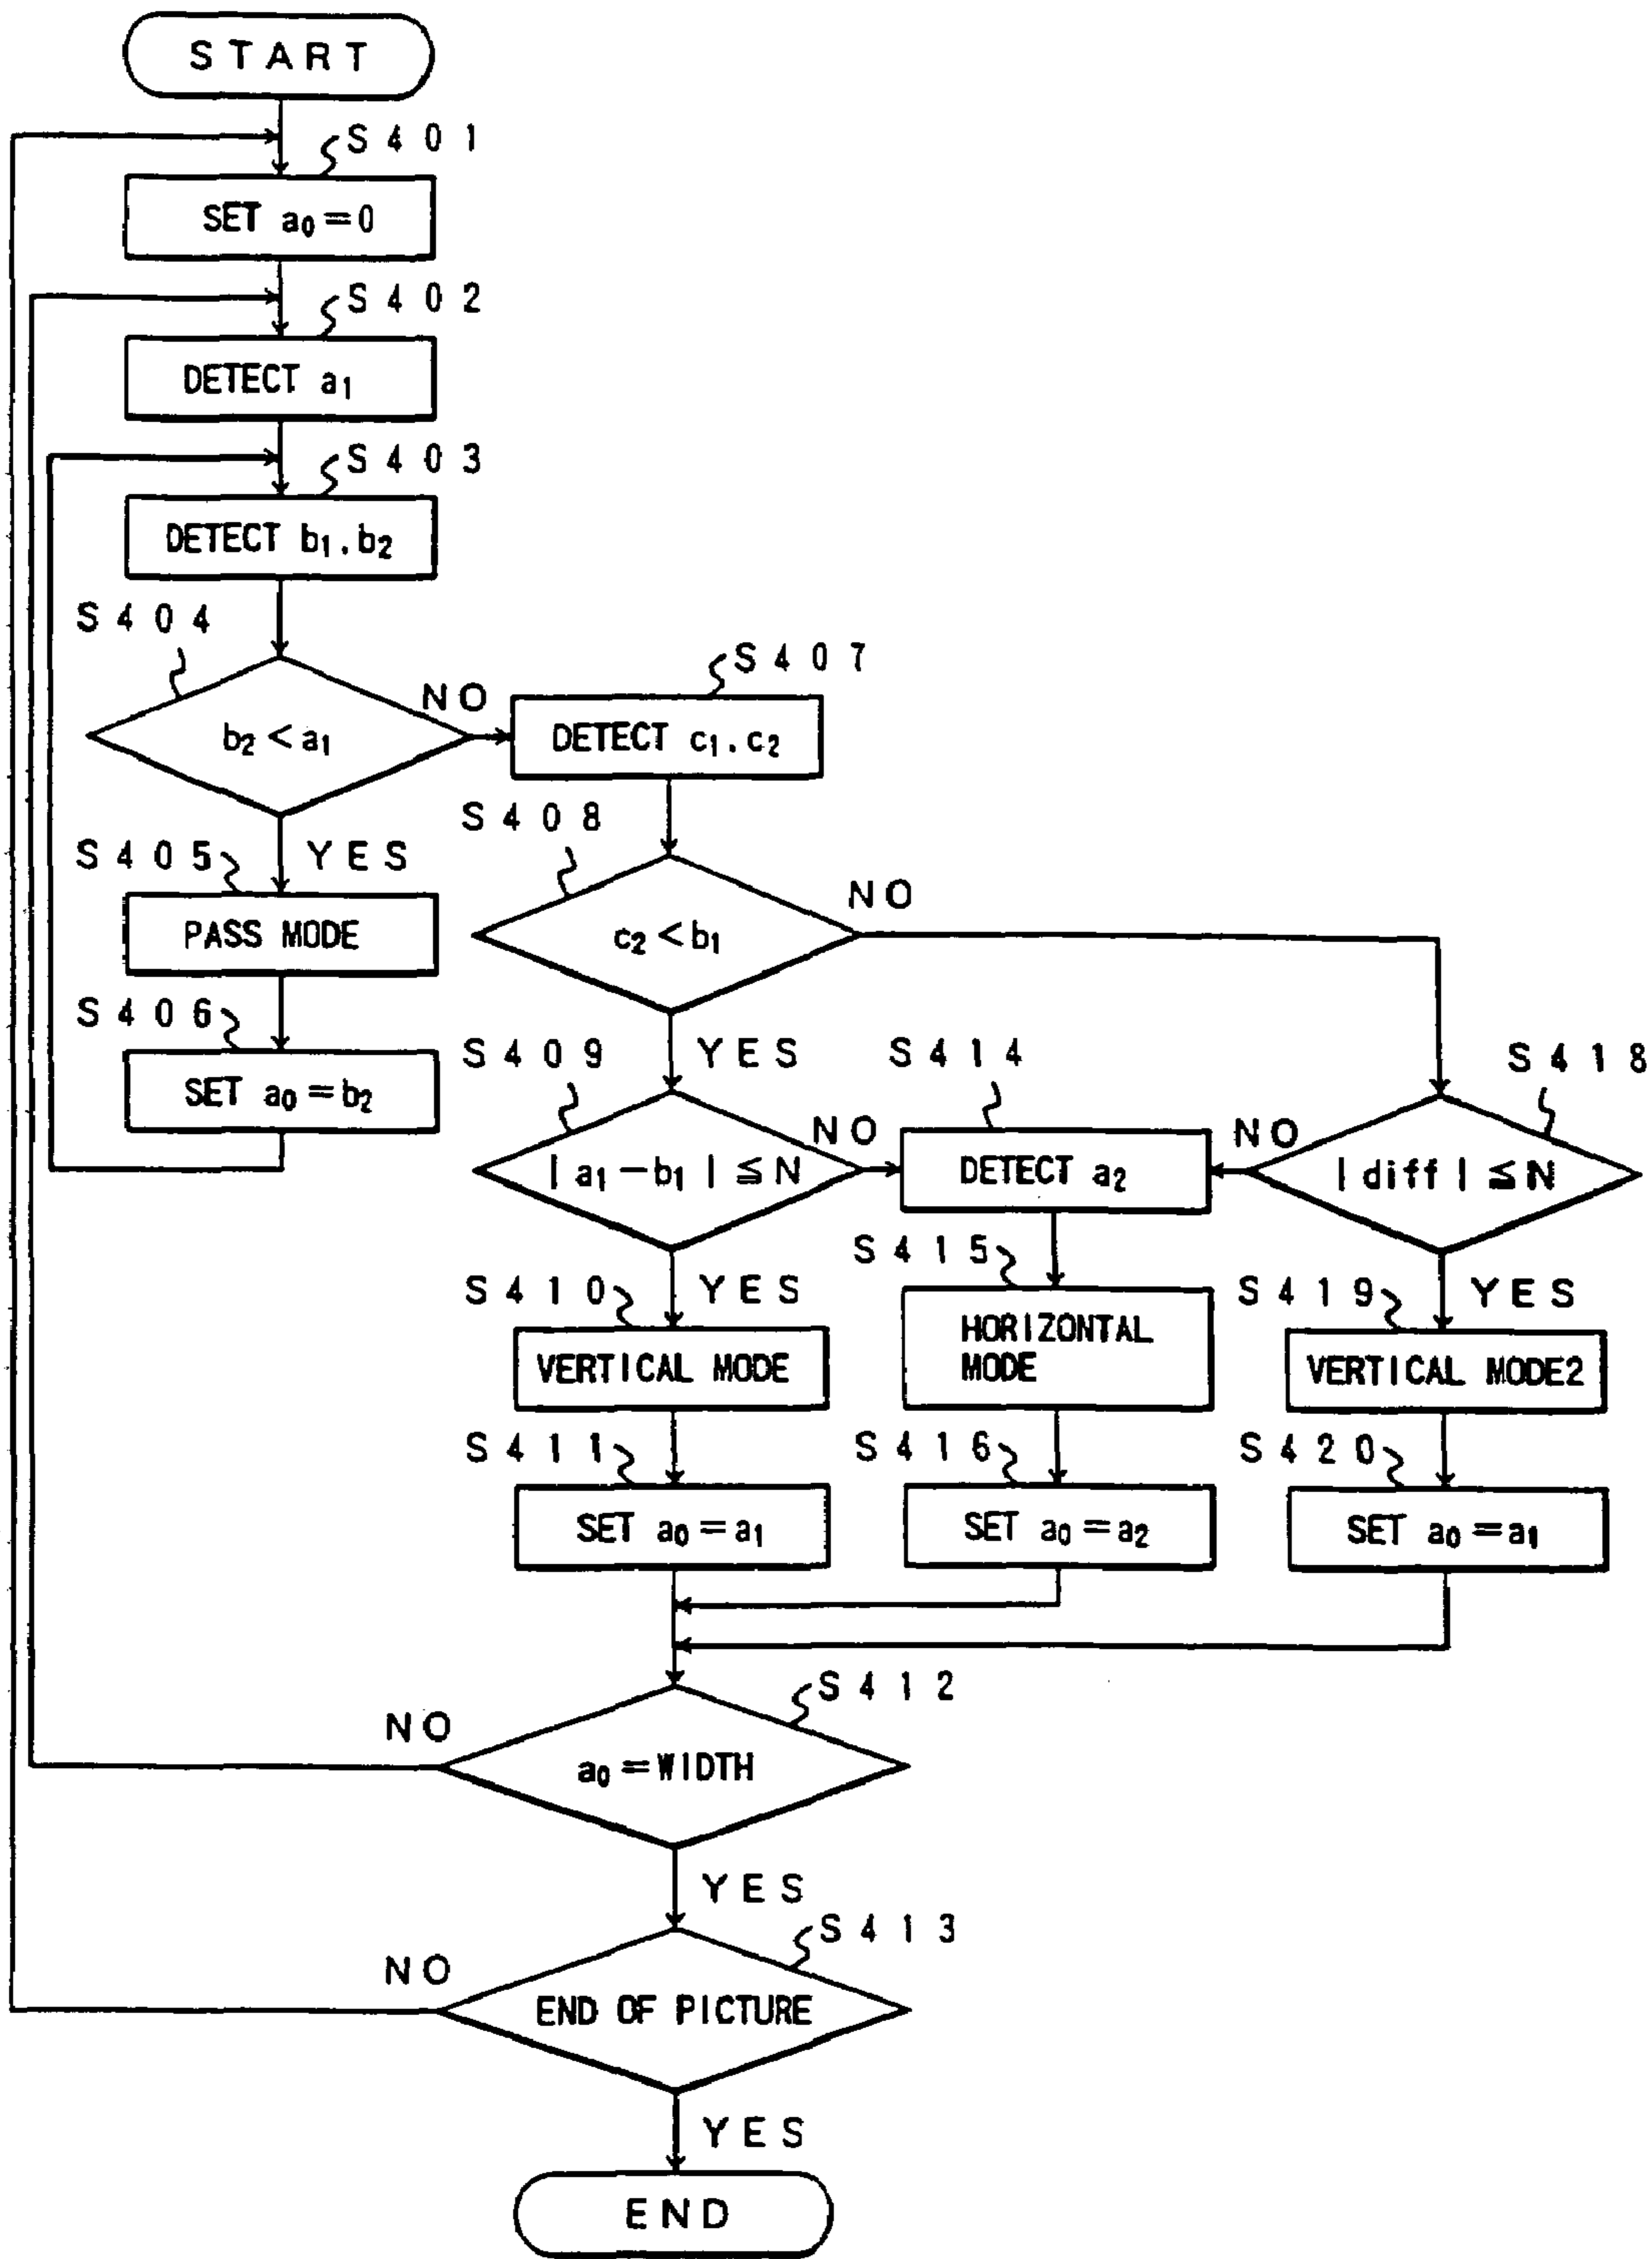 START
S401
SET a₀=0
S402
DETECT a₁
S403
DETECT b₁, b₂
S404
b₂<a₁
NO
S407
DETECT c₁, c₂
S405
YES
PASS MODE
S406
SET a₀=b₂
S408
c₂<b₁
NO
S409
YES
|a₁−b₁|≦N
NO
S414
DETECT a₂
S418
|diff|≦N
NO
S410
YES
VERTICAL MODE
S415
HORIZONTAL
MODE
S419
YES
VERTICAL MODE2
S411
SET a₀=a₁
S416
SET a₀=a₂
S420
SET a₀=a₁
S412
a₀=WIDTH
NO
YES
S413
END OF PICTURE
NO
YES
END